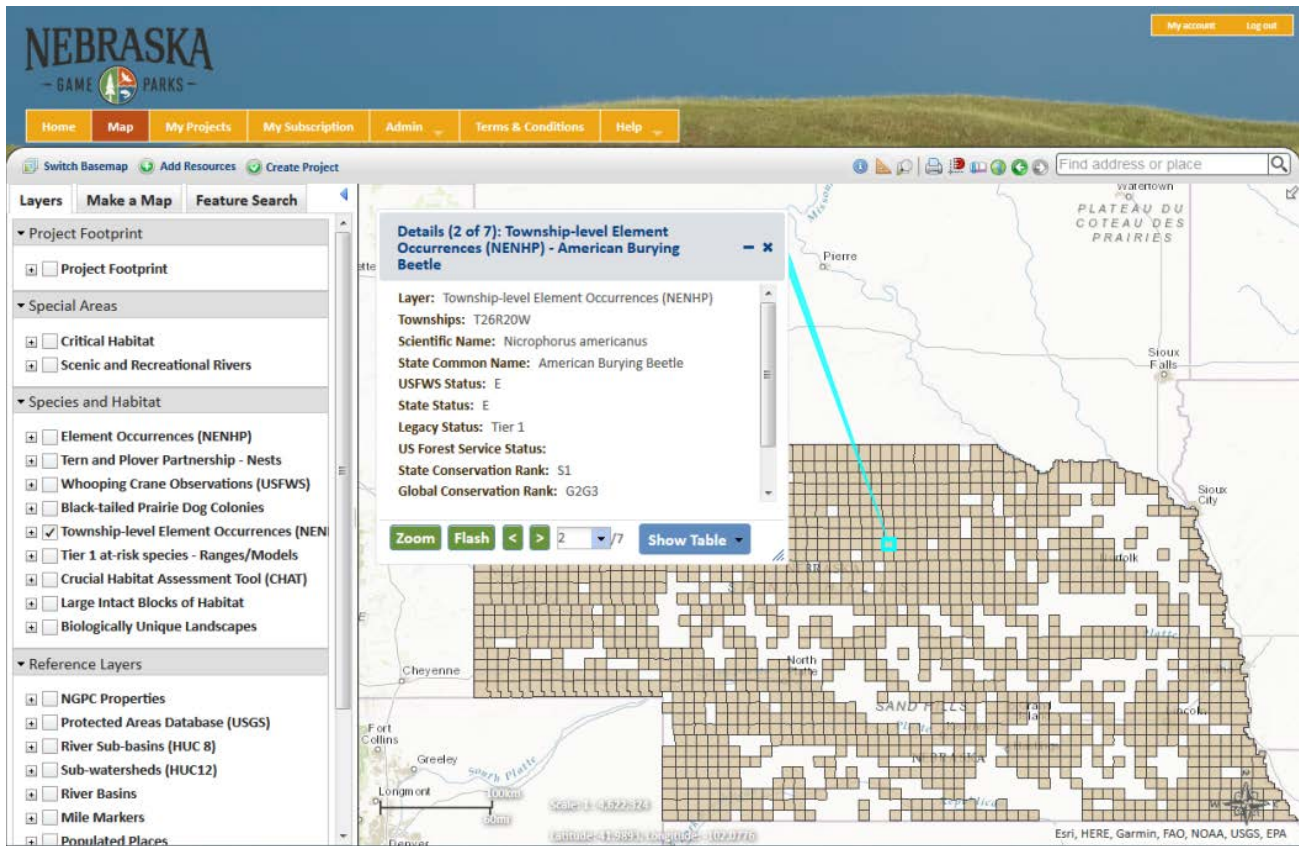 NEBRASKA
- GAME PARKS -
My account Log out
Home Map My Projects My Subscription Admin Terms & Conditions Help
Switch Basemap Add Resources Create Project
Find address or place
Layers Make a Map Feature Search
Project Footprint
Project Footprint
Special Areas
Critical Habitat
Scenic and Recreational Rivers
Species and Habitat
Element Occurrences (NENHP)
Tern and Plover Partnership - Nests
Whooping Crane Observations (USFWS)
Black-tailed Prairie Dog Colonies
Township-level Element Occurrences (NEN
Tier 1 at-risk species - Ranges/Models
Crucial Habitat Assessment Tool (CHAT)
Large Intact Blocks of Habitat
Biologically Unique Landscapes
Reference Layers
NGPC Properties
Protected Areas Database (USGS)
River Sub-basins (HUC 8)
Sub-watersheds (HUC12)
River Basins
Mile Markers
Populated Places
Details (2 of 7): Township-level Element
Occurrences (NENHP) - American Burying
Beetle
Layer: Township-level Element Occurrences (NENHP)
Townships: T26R20W
Scientific Name: Nicrophorus americanus
State Common Name: American Burying Beetle
USFWS Status: E
State Status: E
Legacy Status: Tier 1
US Forest Service Status:
State Conservation Rank: S1
Global Conservation Rank: G2G3
Zoom Flash < > 2 /7 Show Table
Watertown
PLATEAU DU
COTEAU DES
PRAIRIES
Pierre
Sioux
Falls
Sioux
City
Norfolk
Platte
Cheyenne
North
Platte
SAND HILLS
NEBRASKA
Lincoln
Fort
Collins
Greeley
South Platte
Longmont
100km
60mi
Denver
Republican
Esri, HERE, Garmin, FAO, NOAA, USGS, EPA